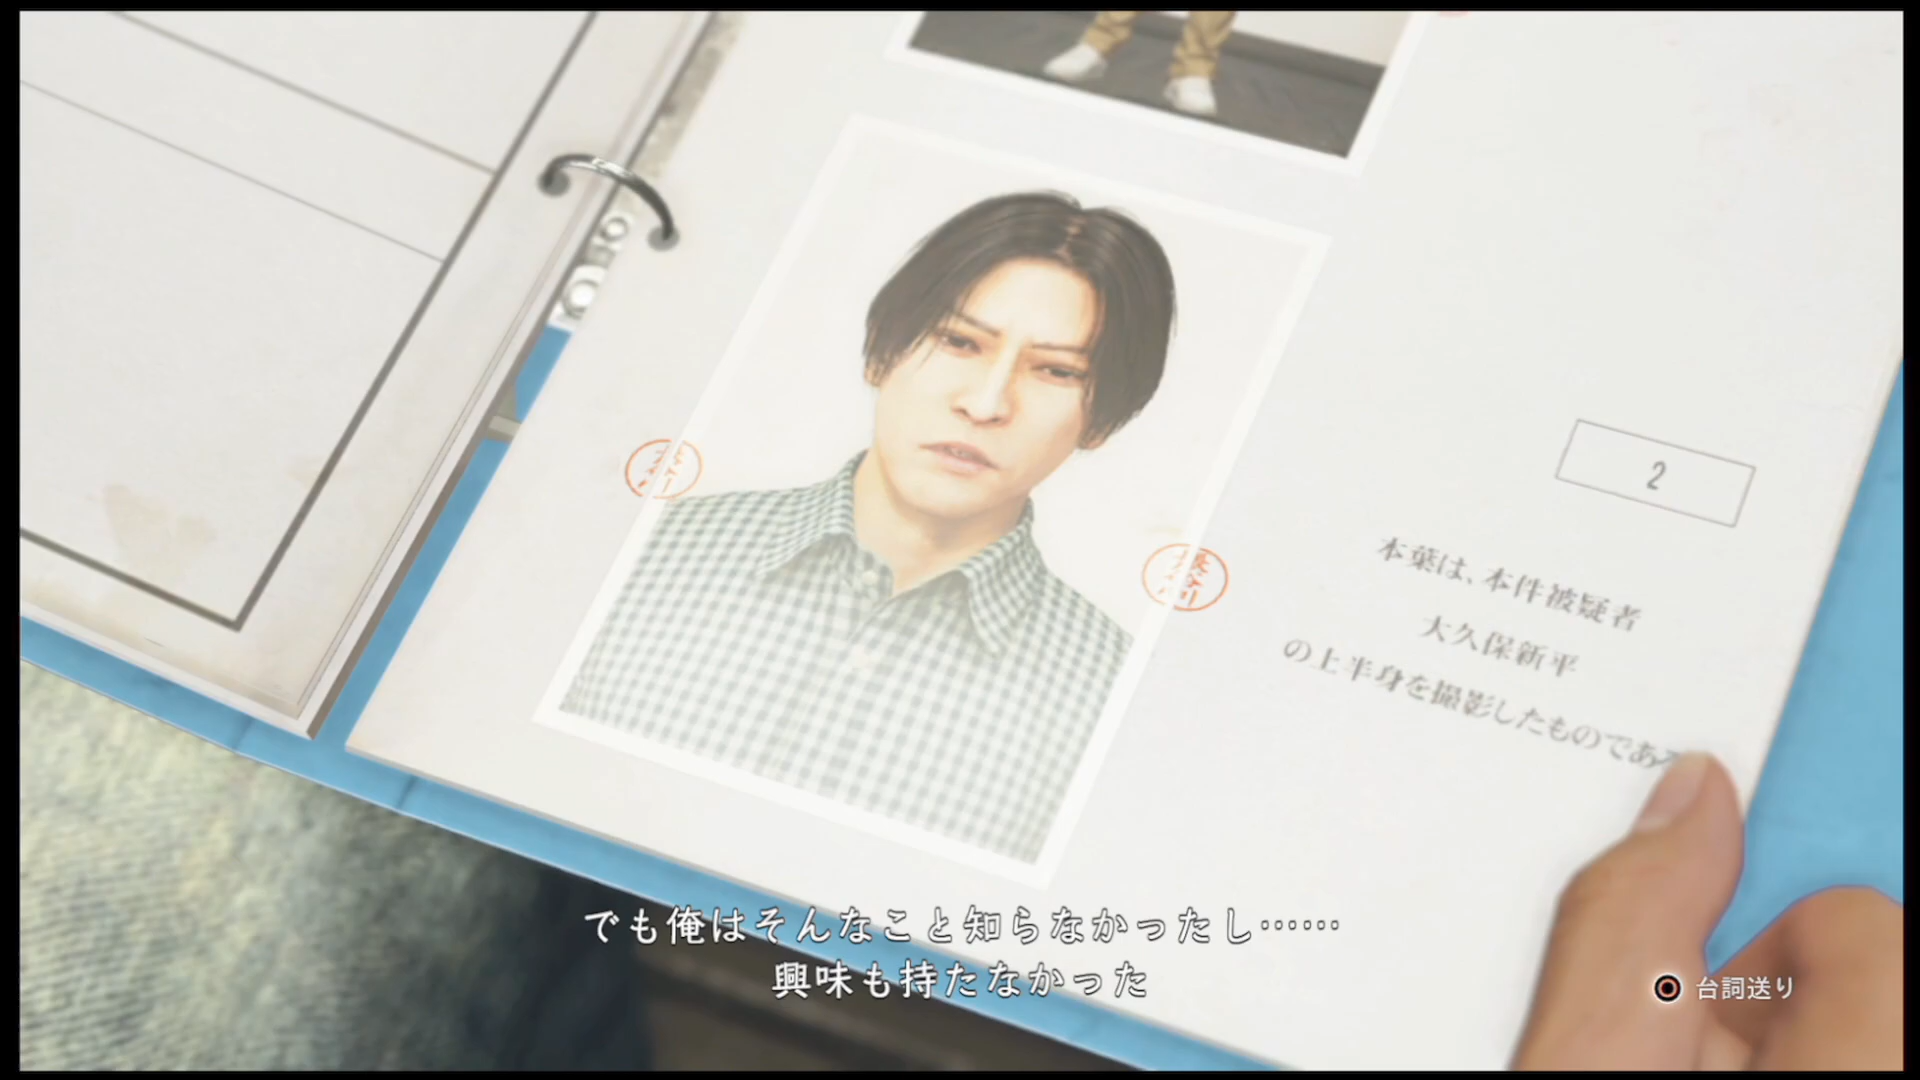 2
本葉は、本件被疑者
大久保新平
の上半身を撮影したものである
でも俺はそんなこと知らなかったし……
興味も持たなかった
台詞送り